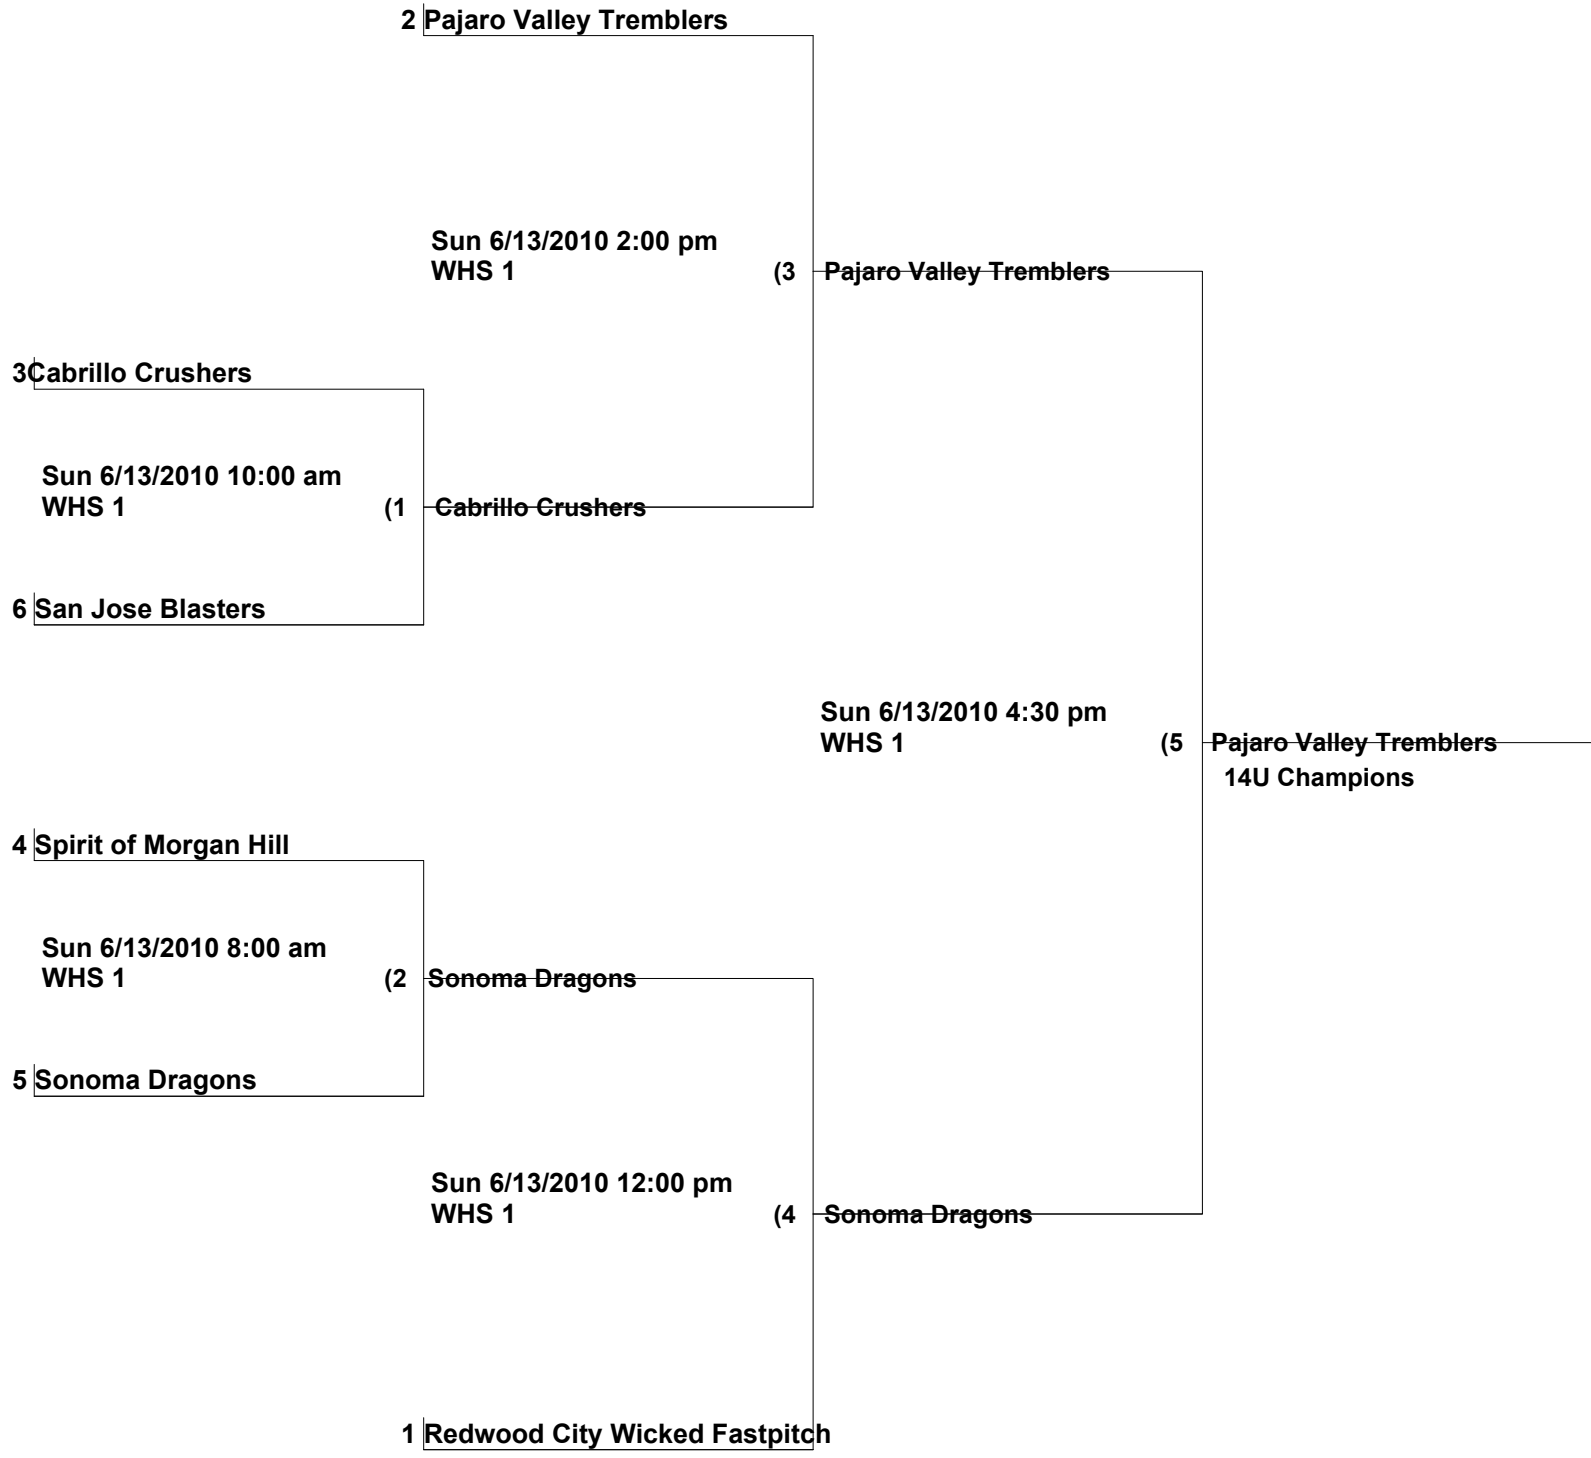 2 Pajaro Valley Tremblers
Sun 6/13/2010 2:00 pm
WHS 1 (3 Pajaro Valley Tremblers
3Cabrillo Crushers
Sun 6/13/2010 10:00 am
WHS 1 (1 Cabrillo Crushers
6 San Jose Blasters
Sun 6/13/2010 4:30 pm
WHS 1 (5 Pajaro Valley Tremblers
14U Champions
4 Spirit of Morgan Hill
Sun 6/13/2010 8:00 am
WHS 1 (2 Sonoma Dragons
5 Sonoma Dragons
Sun 6/13/2010 12:00 pm
WHS 1 (4 Sonoma Dragons
1 Redwood City Wicked Fastpitch